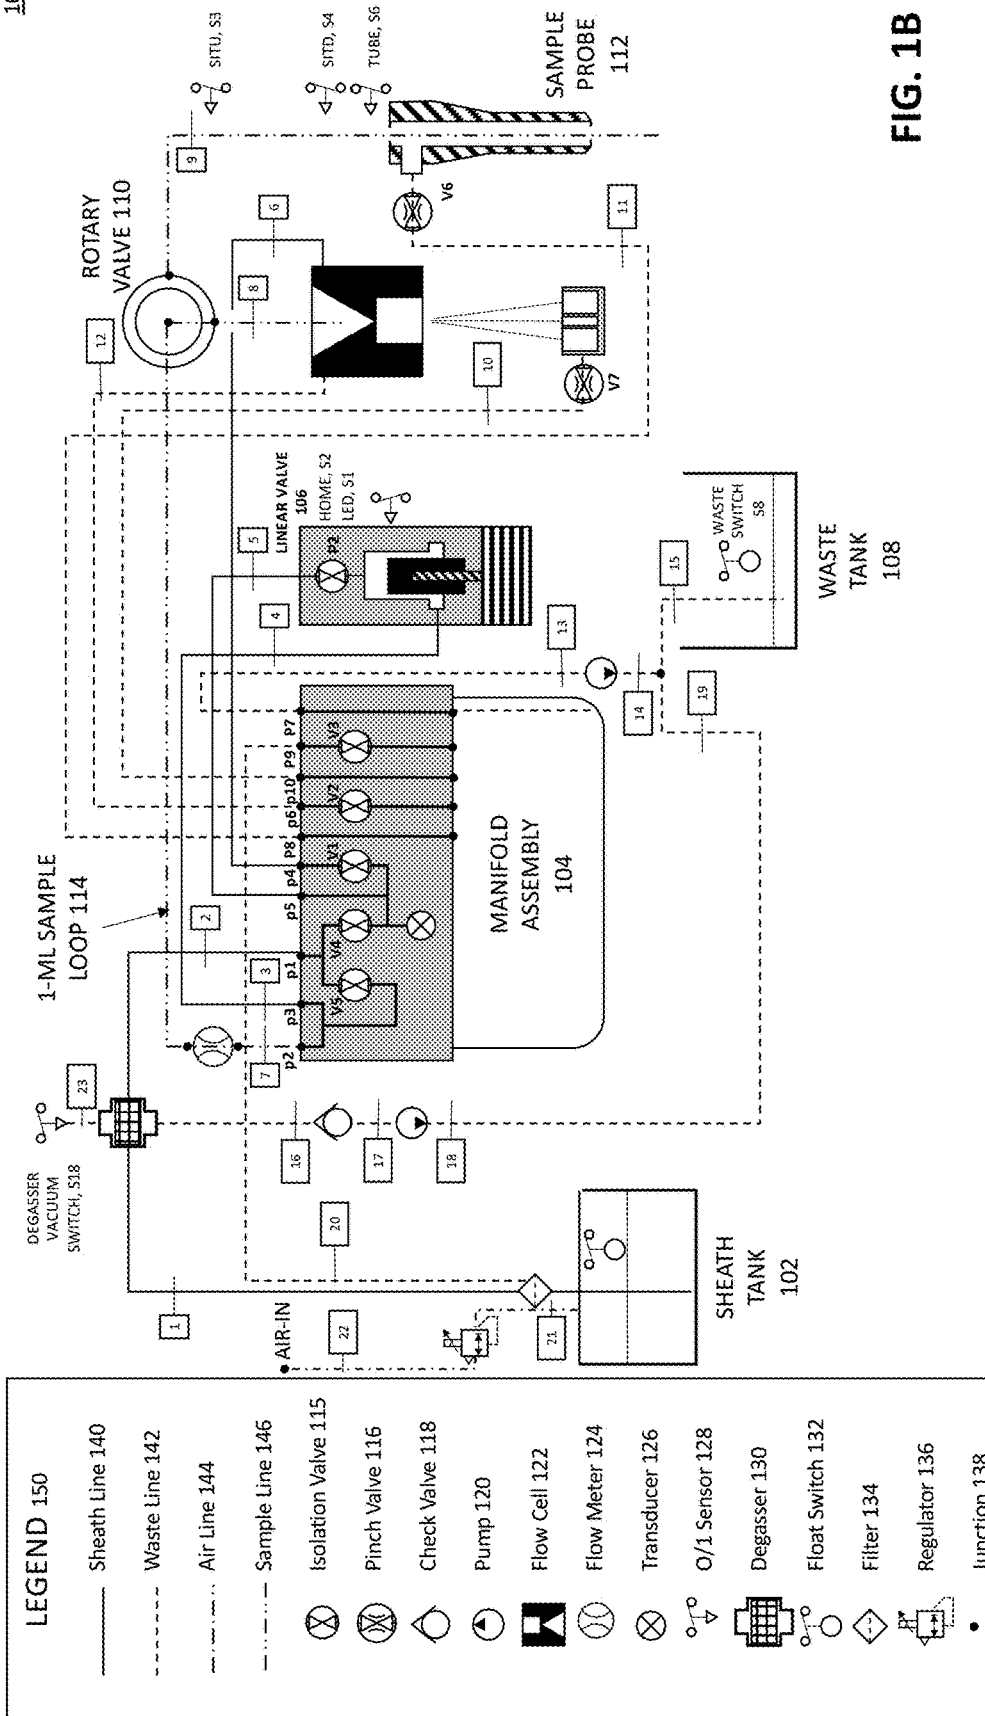 LEGEND 150
Sheath Line 140
Waste Line 142
Air Line 144
Sample Line 146
Isolation Valve 115
Pinch Valve 116
Check Valve 118
Pump 120
Flow Cell 122
Flow Meter 124
Transducer 126
O/1 Sensor 128
Degasser 130
Float Switch 132
Filter 134
Regulator 136
Junction 138
DEGASSER
VACUUM
SWITCH, S18
23
1
AIR-IN
22
20
21
SHEATH
TANK
102
16
17
18
1-ML SAMPLE
LOOP 114
2
3
7
p2
p3
p1
p5
p4
P8
p6
p10
P9
P7
V5
V4
V1
V2
V3
MANIFOLD
ASSEMBLY
104
4
5
LINEAR VALVE
106
HOME, S2
LED, S1
P2
13
14
15
19
WASTE
SWITCH
S8
WASTE
TANK
108
12
ROTARY
VALVE 110
8
6
9
10
11
V7
V6
SITU, S3
SITD, S4
TUBE, S6
SAMPLE
PROBE
112
FIG. 1B